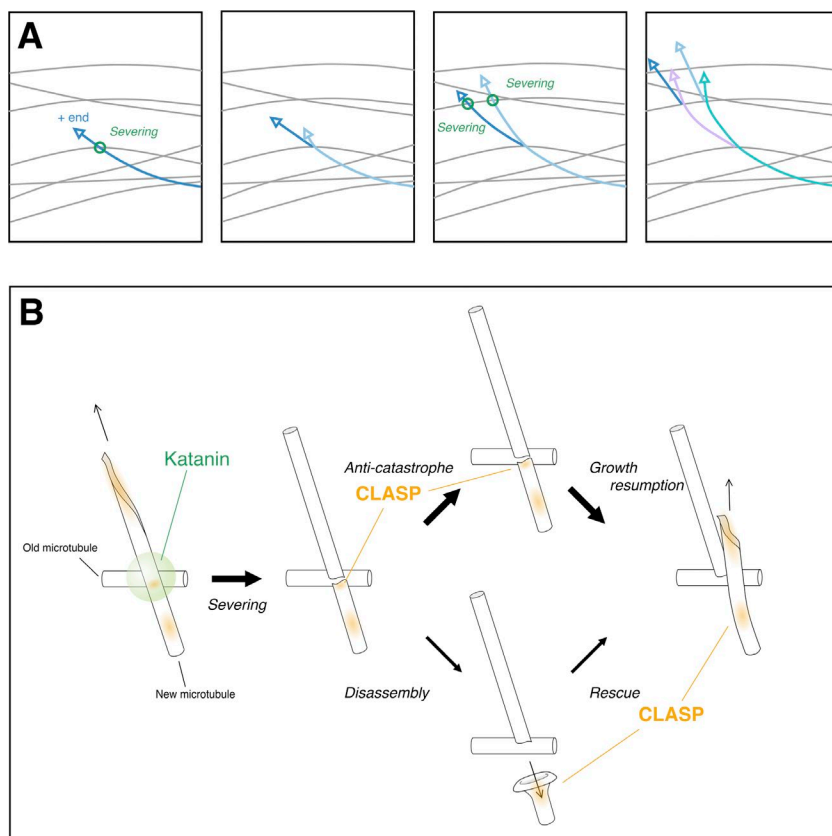 A
+ end
Severing
Severing
Severing
B
Katanin
Old microtubule
New microtubule
Severing
Anti-catastrophe
CLASP
Disassembly
Growth
resumption
Rescue
CLASP